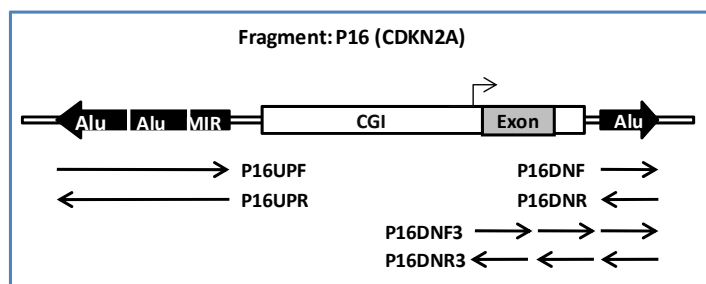 Fragment: P16 (CDKN2A)
Alu Alu MIR CGI Exon Alu
P16UPF P16DNF
P16UPR P16DNR
P16DNF3
P16DNR3